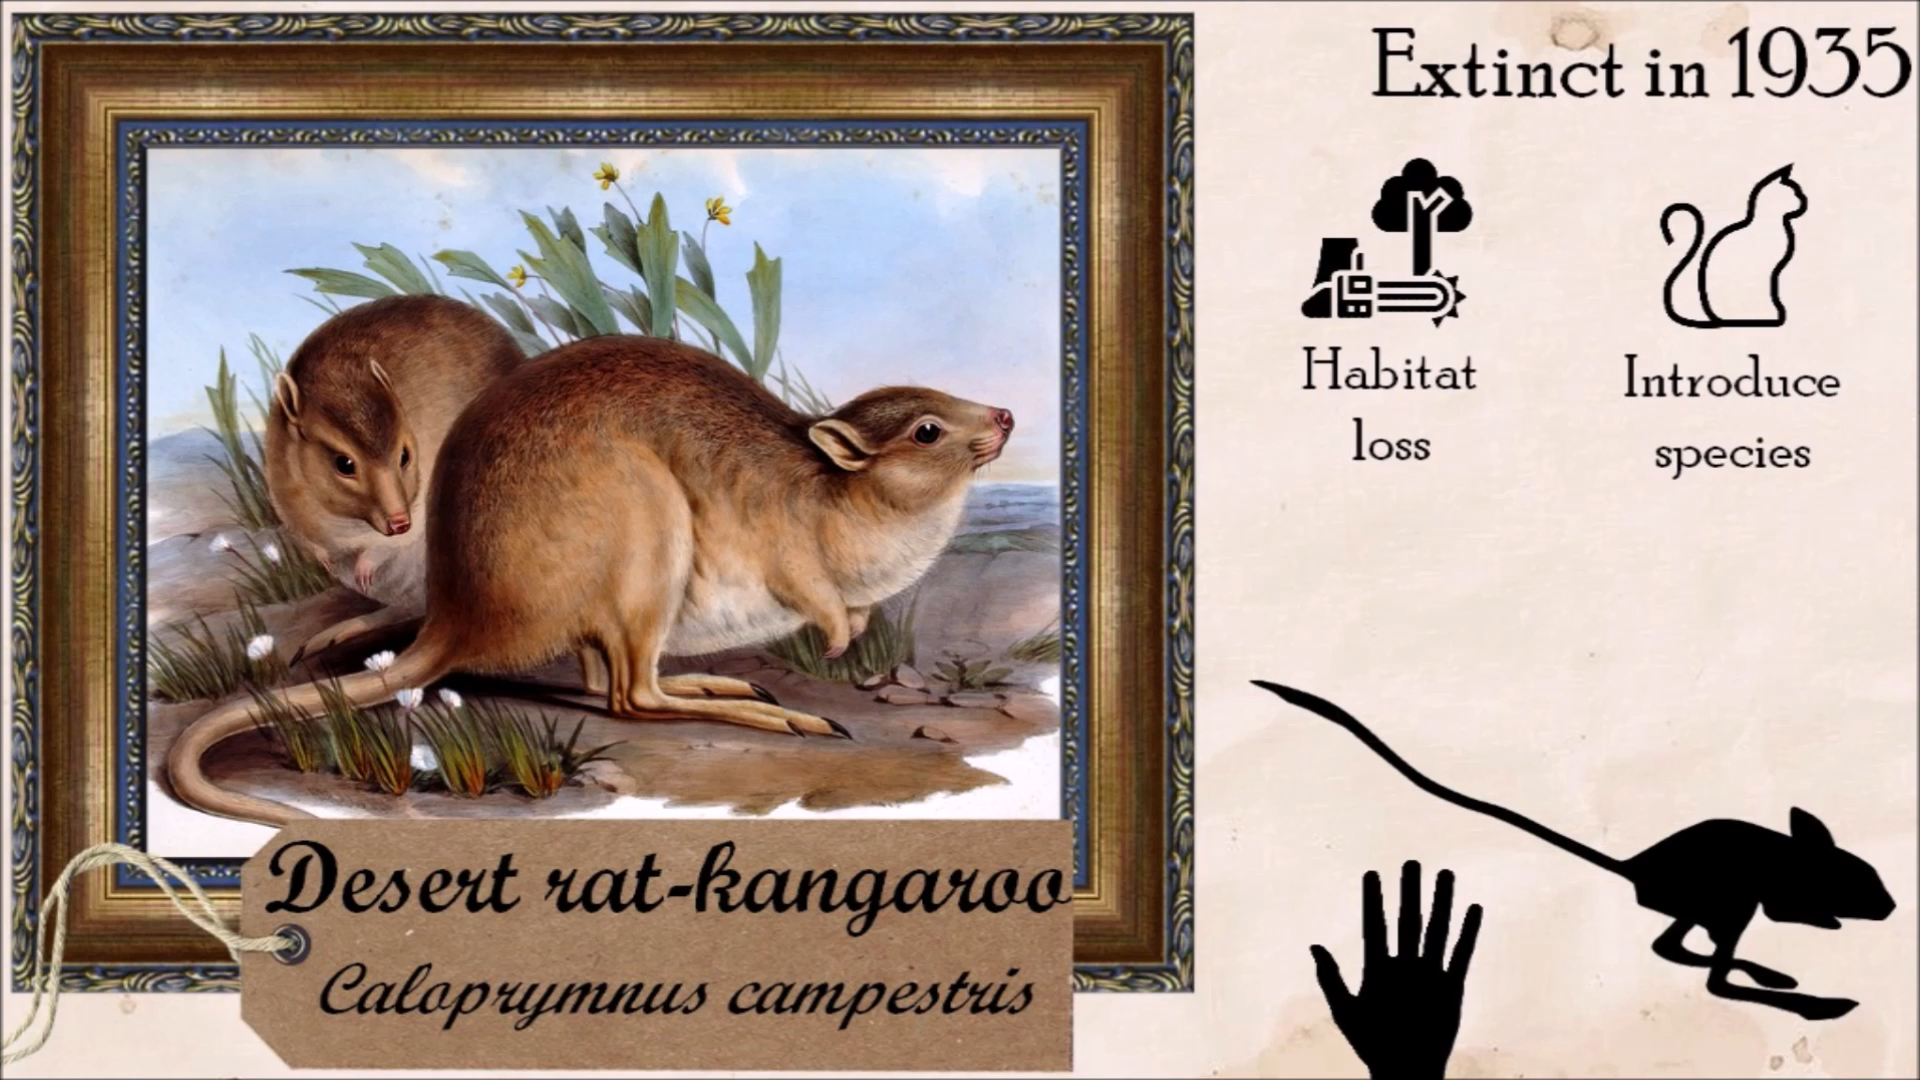 Extinct in 1935
Habitat
loss
Introduce
species
Desert rat-kangaroo
Caloprymnus campestris